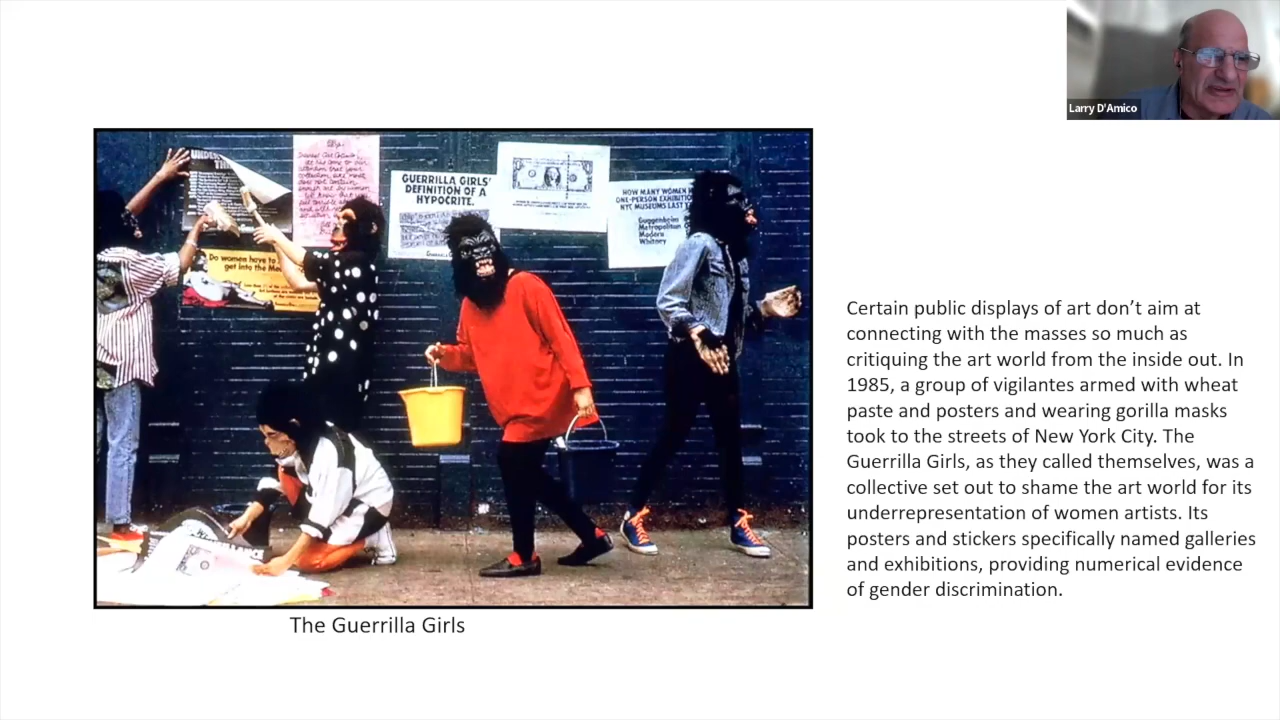 Larry D'Amico
UNDER
Do women have to
get into the Me
GUERRILLA GIRLS'
DEFINITION OF A
HYPOCRITE.
HOW MANY WOMEN
ONE-PERSON EXHIBITIO
NYC MUSEUMS LAST
Guggenheim
Metropolitan
Modern
Whitney
Certain public displays of art don’t aim at
connecting with the masses so much as
critiquing the art world from the inside out. In
1985, a group of vigilantes armed with wheat
paste and posters and wearing gorilla masks
took to the streets of New York City. The
Guerrilla Girls, as they called themselves, was a
collective set out to shame the art world for its
underrepresentation of women artists. Its
posters and stickers specifically named galleries
and exhibitions, providing numerical evidence
of gender discrimination.
The Guerrilla Girls